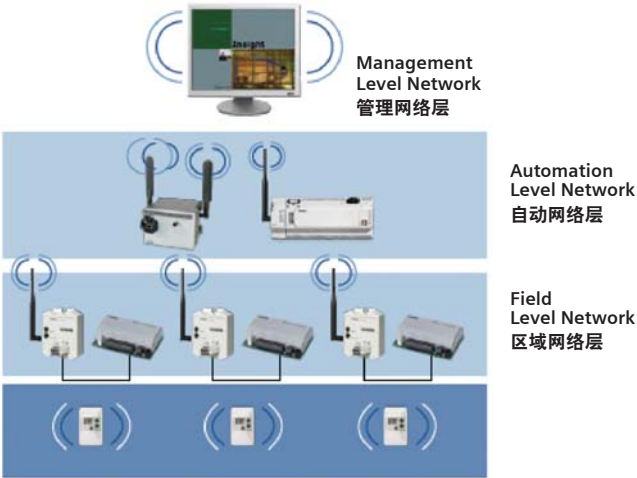 Insight
Management
Level Network
管理网络层
Automation
Level Network
自动网络层
Field
Level Network
区域网络层